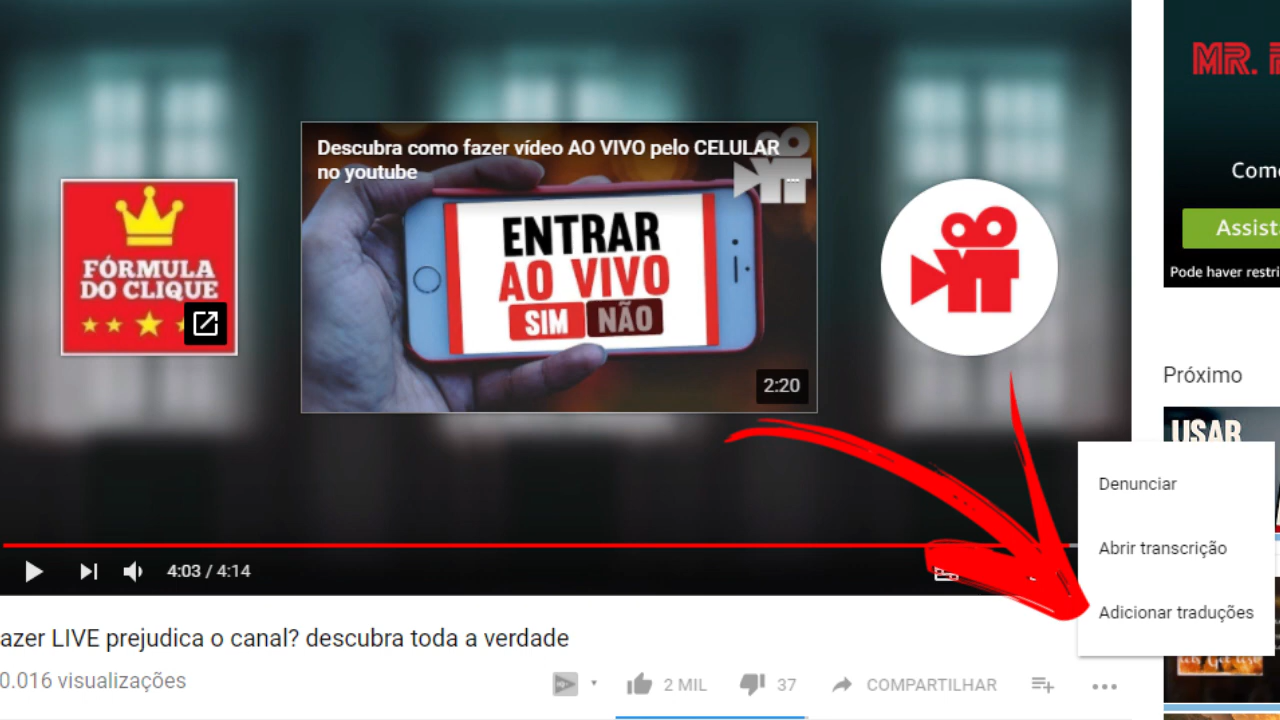 MR.
Descubra como fazer vídeo AO VIVO pelo CELULAR
no youtube
...
ENTRAR
AO VIVO
SIM NÃO
2:20
FÓRMULA
DO CLIQUE
Pode haver restri
Próximo
USAR
Denunciar
Abrir transcrição
Adicionar traduções
4:03 / 4:14
azer LIVE prejudica o canal? descubra toda a verdade
0.016 visualizações
2 MIL
37
COMPARTILHAR